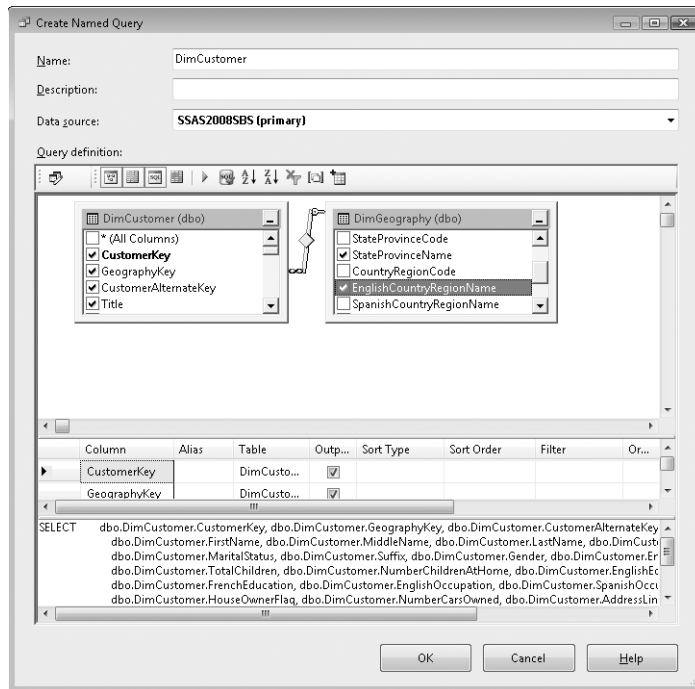 Create Named Query
Name:
DimCustomer
Description:
Data source:
SSAS2008SBS (primary)
Query definition:
DimCustomer (dbo)
* (All Columns)
CustomerKey
GeographyKey
CustomerAlternateKey
Title
DimGeography (dbo)
StateProvinceCode
StateProvinceName
CountryRegionCode
EnglishCountryRegionName
SpanishCountryRegionName
Column Alias Table Outp... Sort Type Sort Order Filter Or...
CustomerKey DimCusto...
GeographyKey DimCusto...
SELECT dbo.DimCustomer.CustomerKey, dbo.DimCustomer.GeographyKey, dbo.DimCustomer.CustomerAlternateKey
dbo.DimCustomer.FirstName, dbo.DimCustomer.MiddleName, dbo.DimCustomer.LastName, dbo.DimCusto
dbo.DimCustomer.MaritalStatus, dbo.DimCustomer.Suffix, dbo.DimCustomer.Gender, dbo.DimCustomer.Er
dbo.DimCustomer.TotalChildren, dbo.DimCustomer.NumberChildrenAtHome, dbo.DimCustomer.EnglishEc
dbo.DimCustomer.FrenchEducation, dbo.DimCustomer.EnglishOccupation, dbo.DimCustomer.SpanishOccu
dbo.DimCustomer.HouseOwnerFlag, dbo.DimCustomer.NumberCarsOwned, dbo.DimCustomer.AddressLin
OK
Cancel
Help